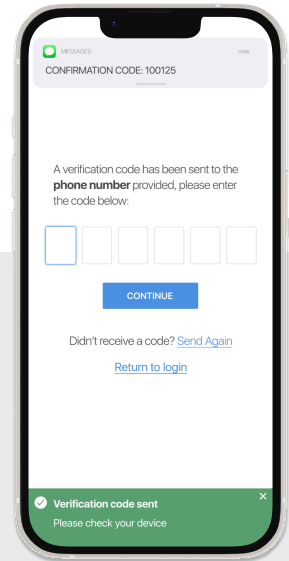 MESSAGES now
CONFIRMATION CODE: 100125
A verification code has been sent to the
phone number provided, please enter
the code below:
CONTINUE
Didn't receive a code? Send Again
Return to login
Verification code sent
Please check your device